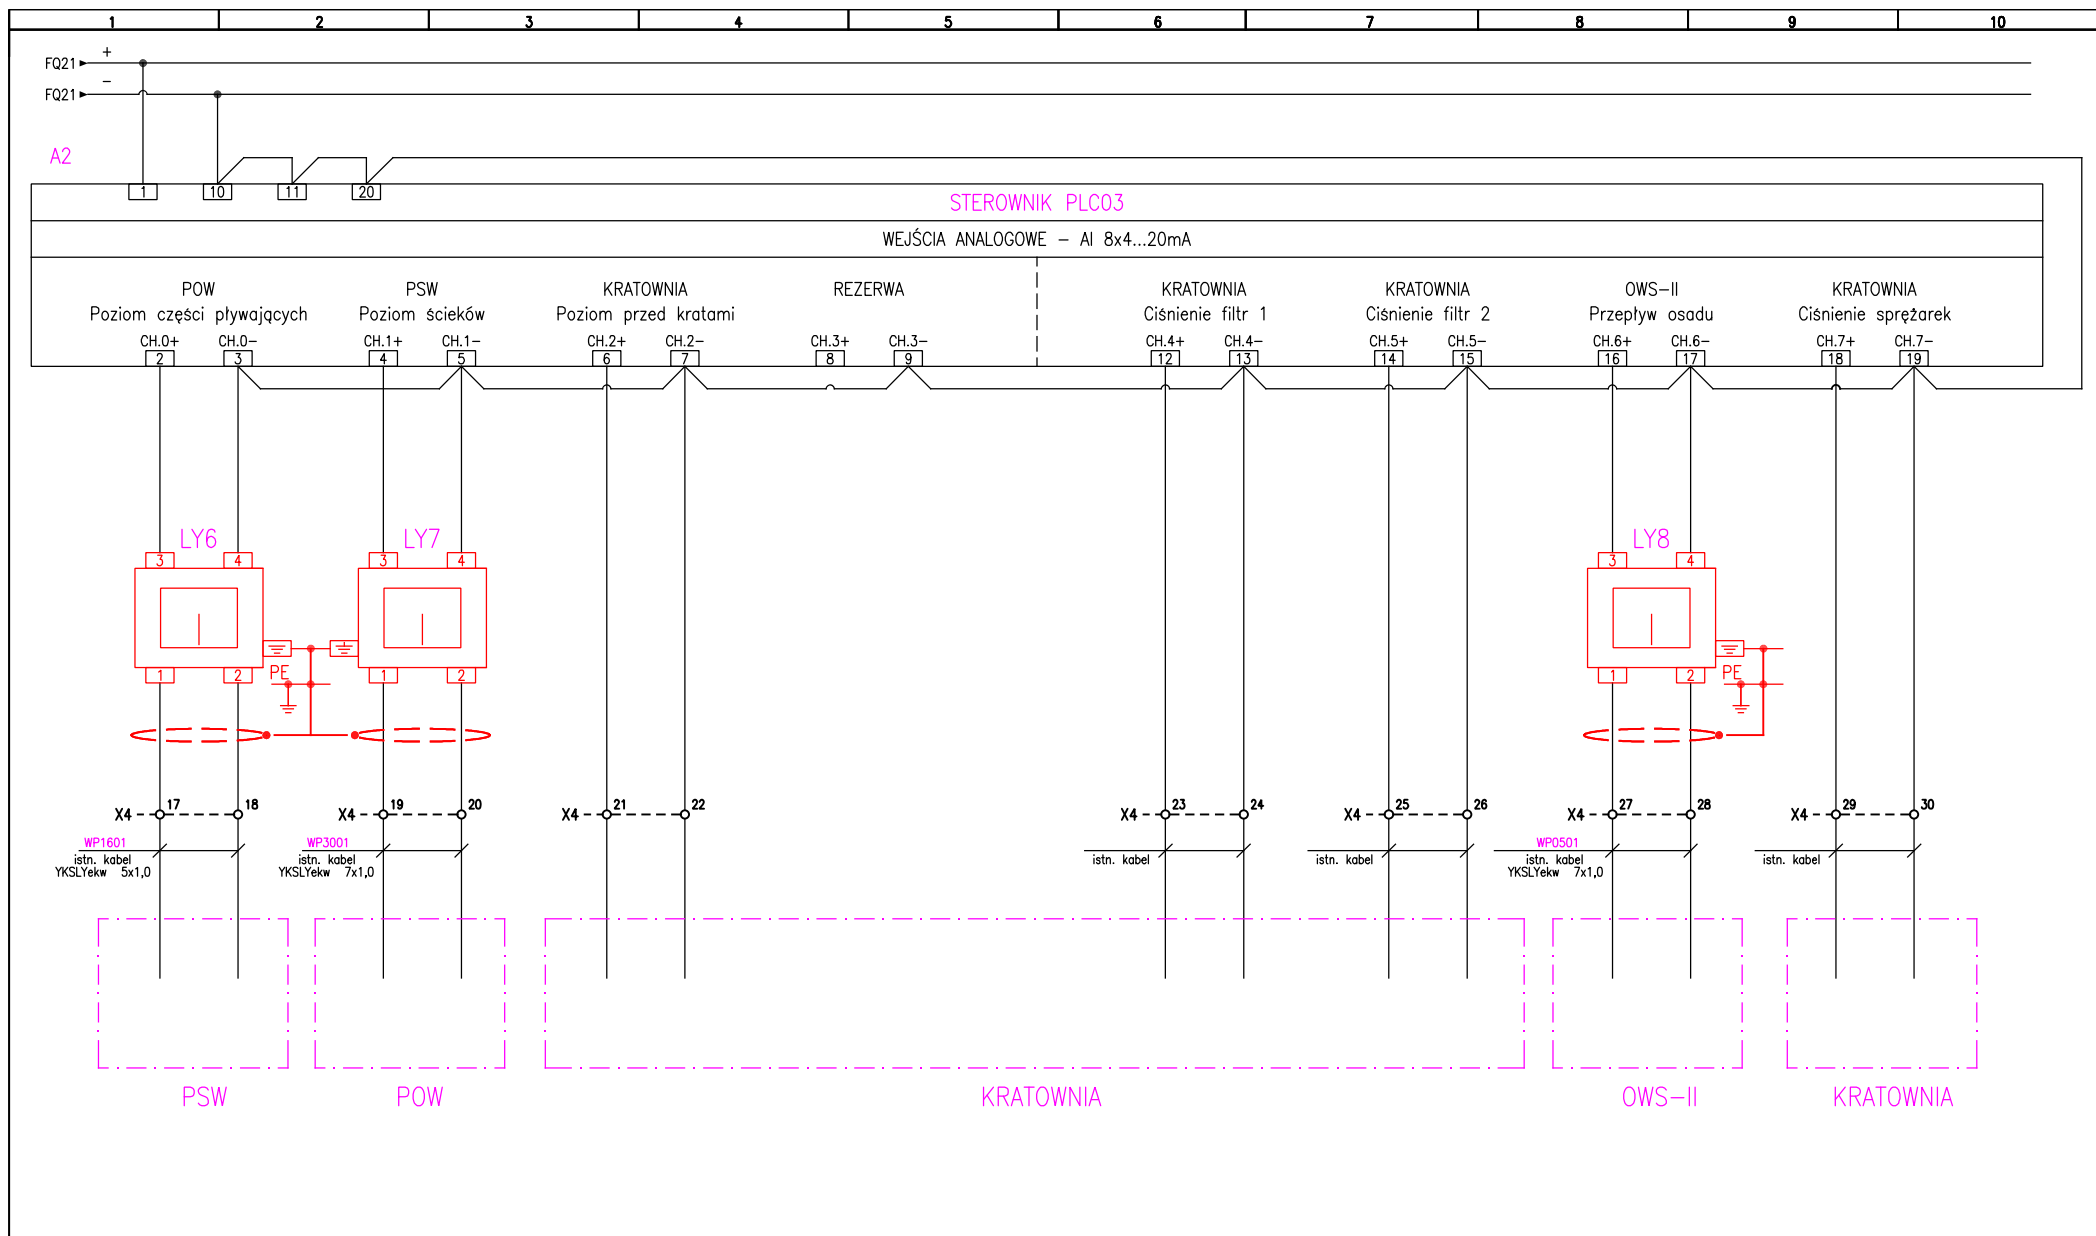 1 2 3 4 5 6 7 8 9 10
+
FQ21
−
FQ21
A2
1 10 11 20
STEROWNIK PLC03
WEJŚCIA ANALOGOWE − AI 8x4...20mA
POW PSW KRATOWNIA REZERWA KRATOWNIA KRATOWNIA OWS−II KRATOWNIA
Poziom części pływających Poziom ścieków Poziom przed kratami Ciśnienie filtr 1 Ciśnienie filtr 2 Przepływ osadu Ciśnienie sprężarek
CH.0+ CH.0− CH.1+ CH.1− CH.2+ CH.2− CH.3+ CH.3− CH.4+ CH.4− CH.5+ CH.5− CH.6+ CH.6− CH.7+ CH.7−
2 3 4 5 6 7 8 9 12 13 14 15 16 17 18 19
LY6 LY7 LY8
3 4 3 4 3 4
PE PE
1 2 1 2 1 2
X4 17 18 X4 19 20 X4 21 22 X4 23 24 X4 25 26 X4 27 28 X4 29 30
WP1601 WP3001 WP0501
istn. kabel istn. kabel istn. kabel istn. kabel istn. kabel istn. kabel
YKSLYekw 5x1,0 YKSLYekw 7x1,0 YKSLYekw 7x1,0
PSW POW KRATOWNIA OWS−II KRATOWNIA